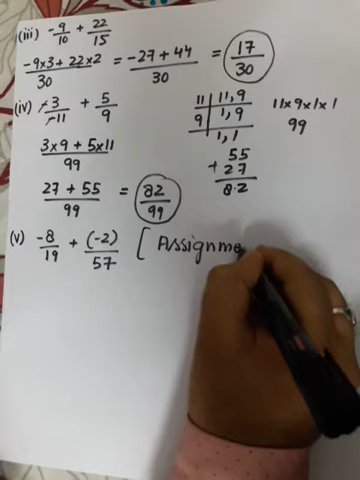 (iii) -9/10 + 22/15
-9×3 + 22×2 / 30 = -27 + 44 / 30 = 17/30
(iv) -3/-11 + 5/9
11 | 11, 9
9 | 1, 9
1, 1
11×9×1×1
99
3×9 + 5×11 / 99
55
+ 27
82
27 + 55 / 99 = 82/99
(v) -8/19 + (-2)/57 [ Assignme